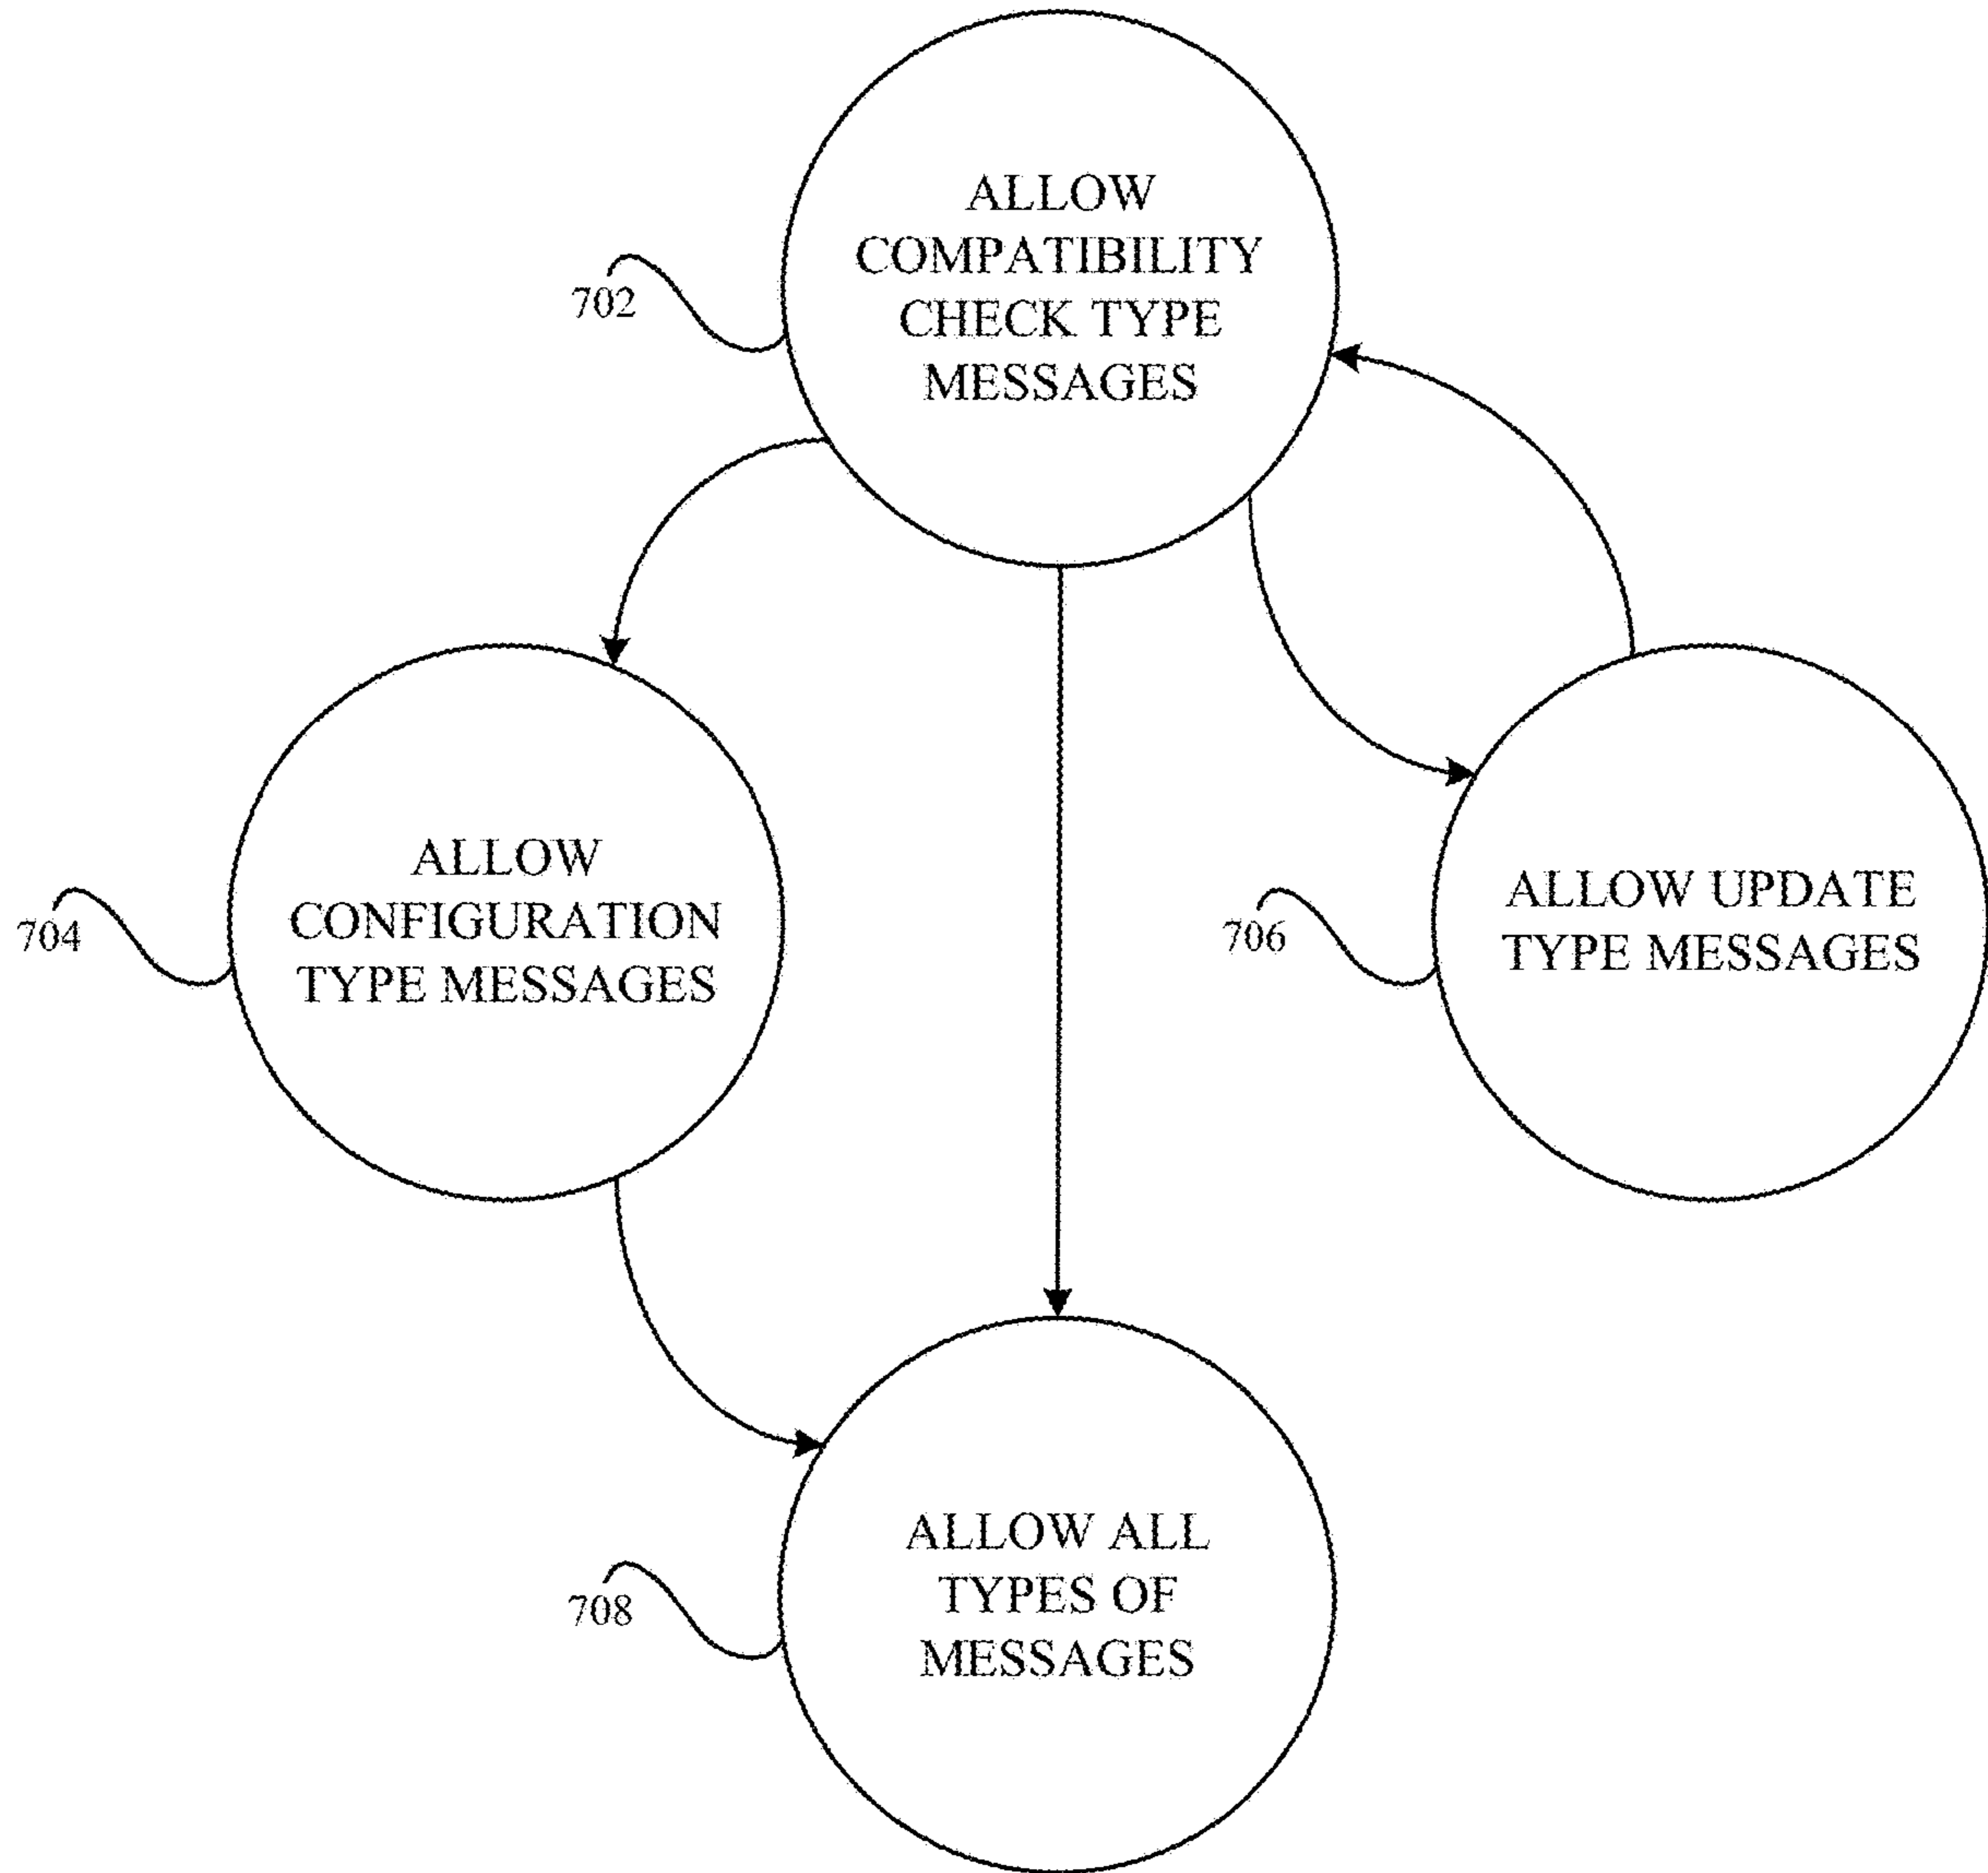 ALLOW
COMPATIBILITY
CHECK TYPE
MESSAGES
702
ALLOW
CONFIGURATION
TYPE MESSAGES
704
ALLOW UPDATE
TYPE MESSAGES
706
ALLOW ALL
TYPES OF
MESSAGES
708